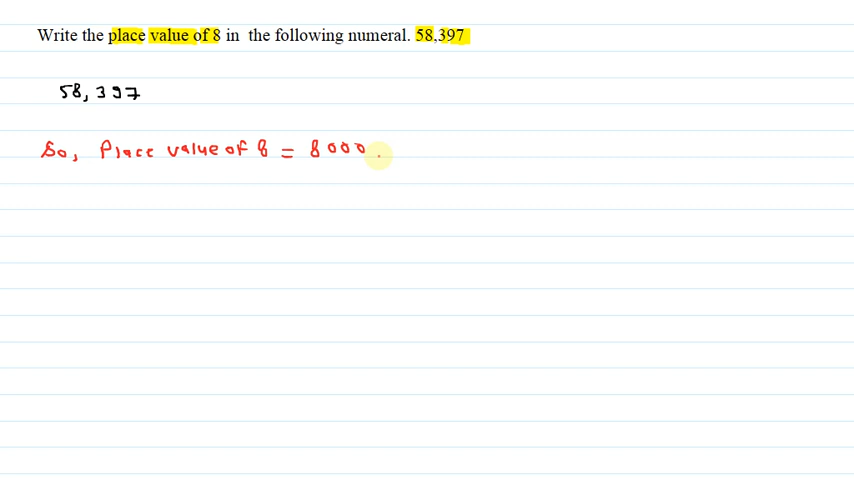 Write the place value of 8 in the following numeral. 58,397
58, 397
So, Place value of 8 = 8000.